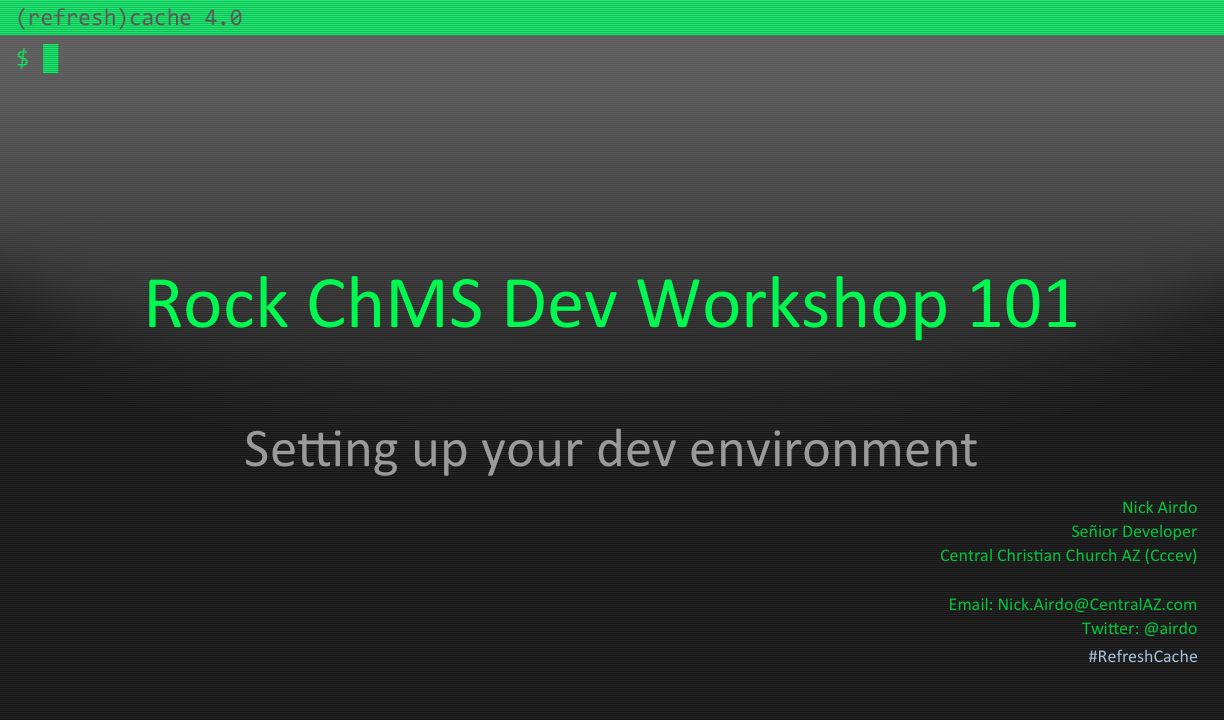 (refresh)cache 4.0
$
Rock ChMS Dev Workshop 101
Setting up your dev environment
Nick Airdo
Señior Developer
Central Christian Church AZ (Cccev)
Email: Nick.Airdo@CentralAZ.com
Twitter: @airdo
#RefreshCache